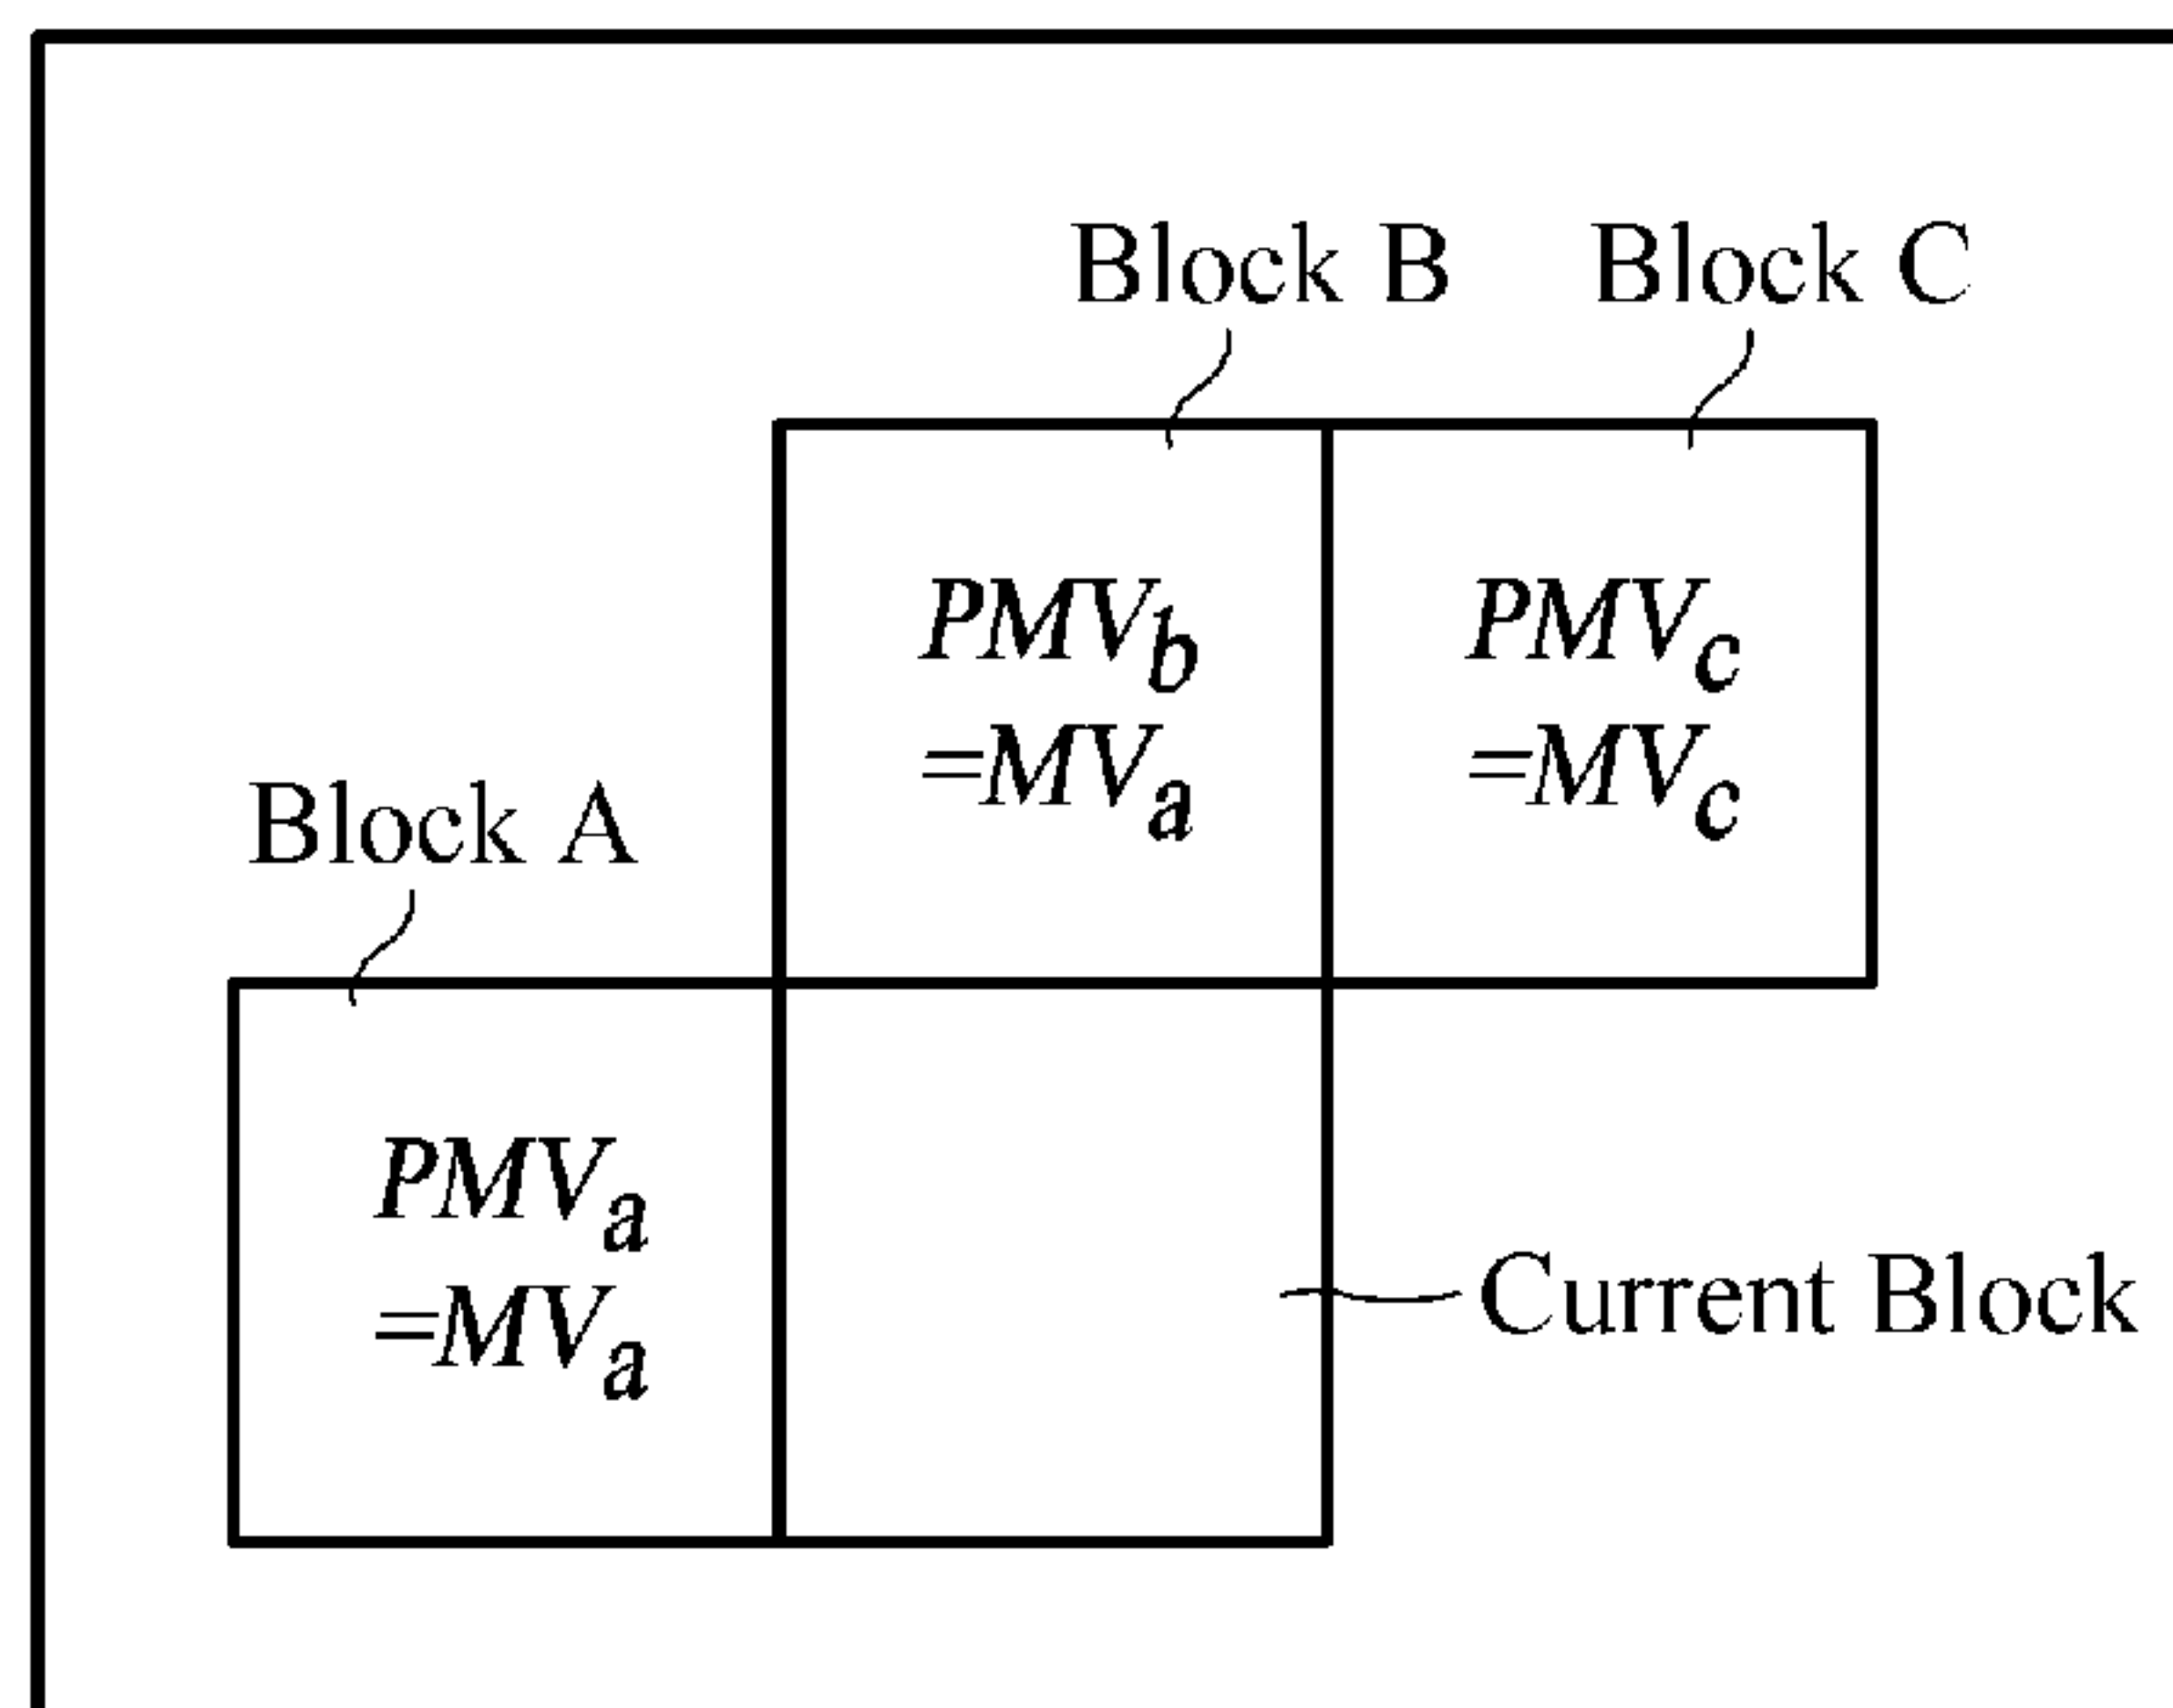 Block B Block C
PMVb
=MVa
PMVc
=MVc
Block A
PMVa
=MVa
Current Block